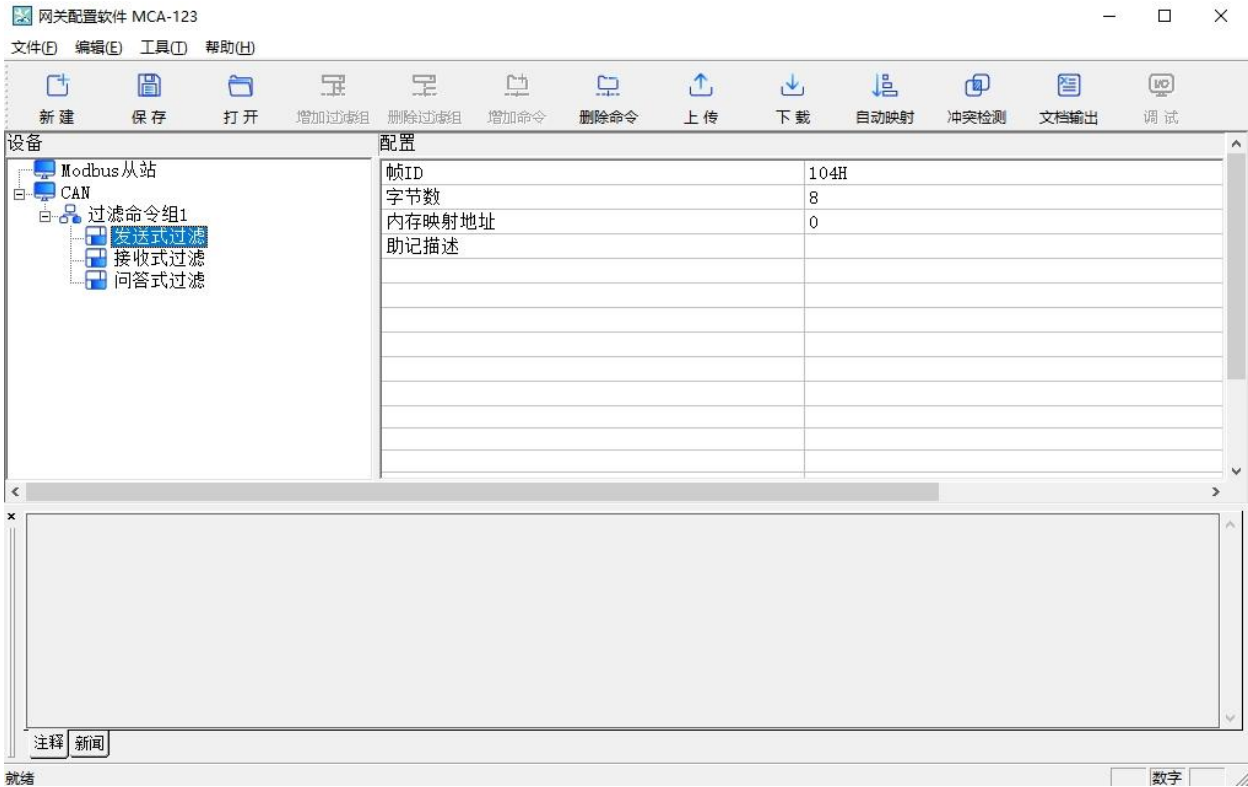 网关配置软件 MCA-123
文件(F) 编辑(E) 工具(T) 帮助(H)
新建 保存 打开 增加过滤组 删除过滤组 增加命令 删除命令 上传 下载 自动映射 冲突检测 文档输出 调试
设备 配置
Modbus从站
CAN
过滤命令组1
发送式过滤
接收式过滤
问答式过滤
帧ID 104H
字节数 8
内存映射地址 0
助记描述
注释 新闻
就绪 数字